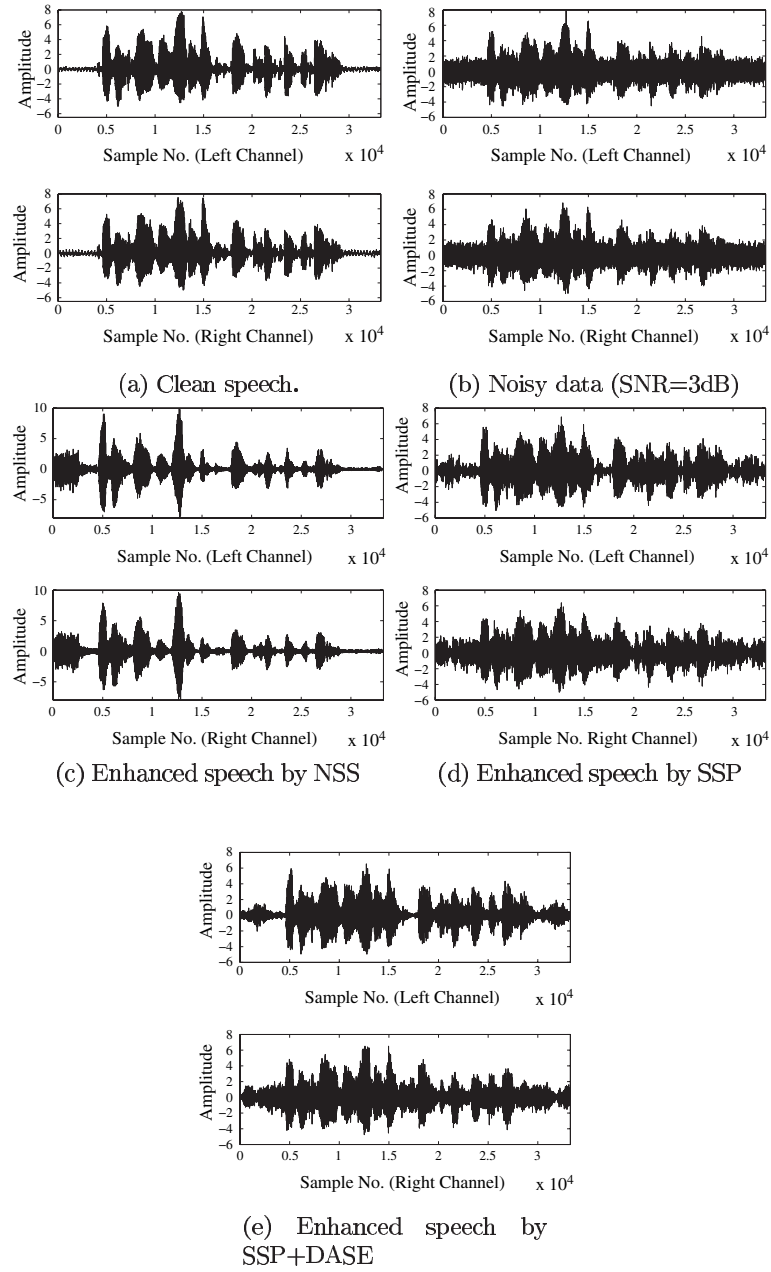 8
6
4
2
0
−2
−4
−6
Amplitude
0 0.5 1 1.5 2 2.5 3
Sample No. (Left Channel) x 10^4
8
6
4
2
0
−2
−4
−6
Amplitude
0 0.5 1 1.5 2 2.5 3
Sample No. (Left Channel) x 10^4
8
6
4
2
0
−2
−4
−6
Amplitude
0 0.5 1 1.5 2 2.5 3
Sample No. (Right Channel) x 10^4
8
6
4
2
0
−2
−4
−6
Amplitude
0 0.5 1 1.5 2 2.5 3
Sample No. (Right Channel) x 10^4
(a) Clean speech.
(b) Noisy data (SNR=3dB)
10
5
0
−5
Amplitude
0 0.5 1 1.5 2 2.5 3
Sample No. (Left Channel) x 10^4
8
6
4
2
0
−2
−4
−6
Amplitude
0 0.5 1 1.5 2 2.5 3
Sample No. (Left Channel) x 10^4
10
5
0
−5
Amplitude
0 0.5 1 1.5 2 2.5 3
Sample No. (Right Channel) x 10^4
8
6
4
2
0
−2
−4
−6
Amplitude
0 0.5 1 1.5 2 2.5 3
Sample No. Right Channel) x 10^4
(c) Enhanced speech by NSS
(d) Enhanced speech by SSP
8
6
4
2
0
−2
−4
−6
Amplitude
0 0.5 1 1.5 2 2.5 3
Sample No. (Left Channel) x 10^4
8
6
4
2
0
−2
−4
−6
Amplitude
0 0.5 1 1.5 2 2.5 3
Sample No. (Right Channel) x 10^4
(e) Enhanced speech by
SSP+DASE